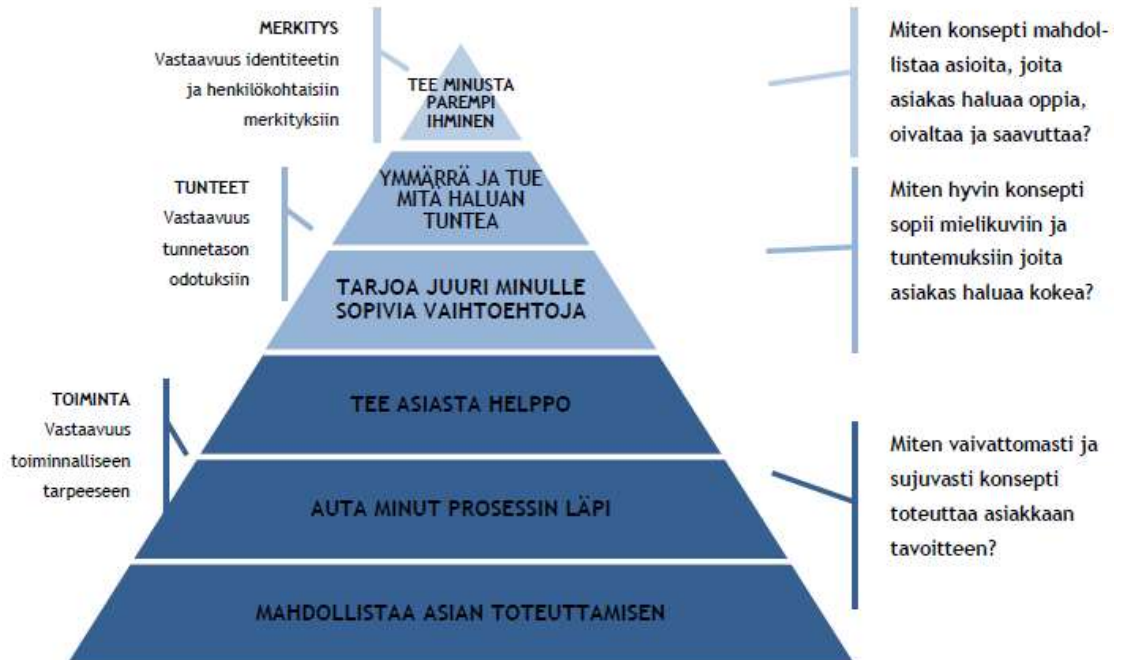 MERKITYS
Vastaavuus identiteetin
ja henkilökohtaisiin
merkityksiin
TEE MINUSTA
PAREMPI
IHMINEN
Miten konsepti mahdol-
listaa asioita, joita
asiakas haluaa oppia,
oivaltaa ja saavuttaa?
TUNTEET
Vastaavuus
tunnetason
odotuksiin
YMMÄRRÄ JA TUE
MITÄ HALUAN
TUNTEA
TARJOA JUURI MINULLE
SOPIVIA VAIHTOEHTOJA
Miten hyvin konsepti
sopii mielikuviin ja
tuntemuksiin joita
asiakas haluaa kokea?
TOIMINTA
Vastaavuus
toiminnalliseen
tarpeeseen
TEE ASIASTA HELPPO
AUTA MINUT PROSESSIN LÄPI
MAHDOLLISTAA ASIAN TOTEUTTAMISEN
Miten vaivattomasti ja
sujuvasti konsepti
toteuttaa asiakkaan
tavoitteen?